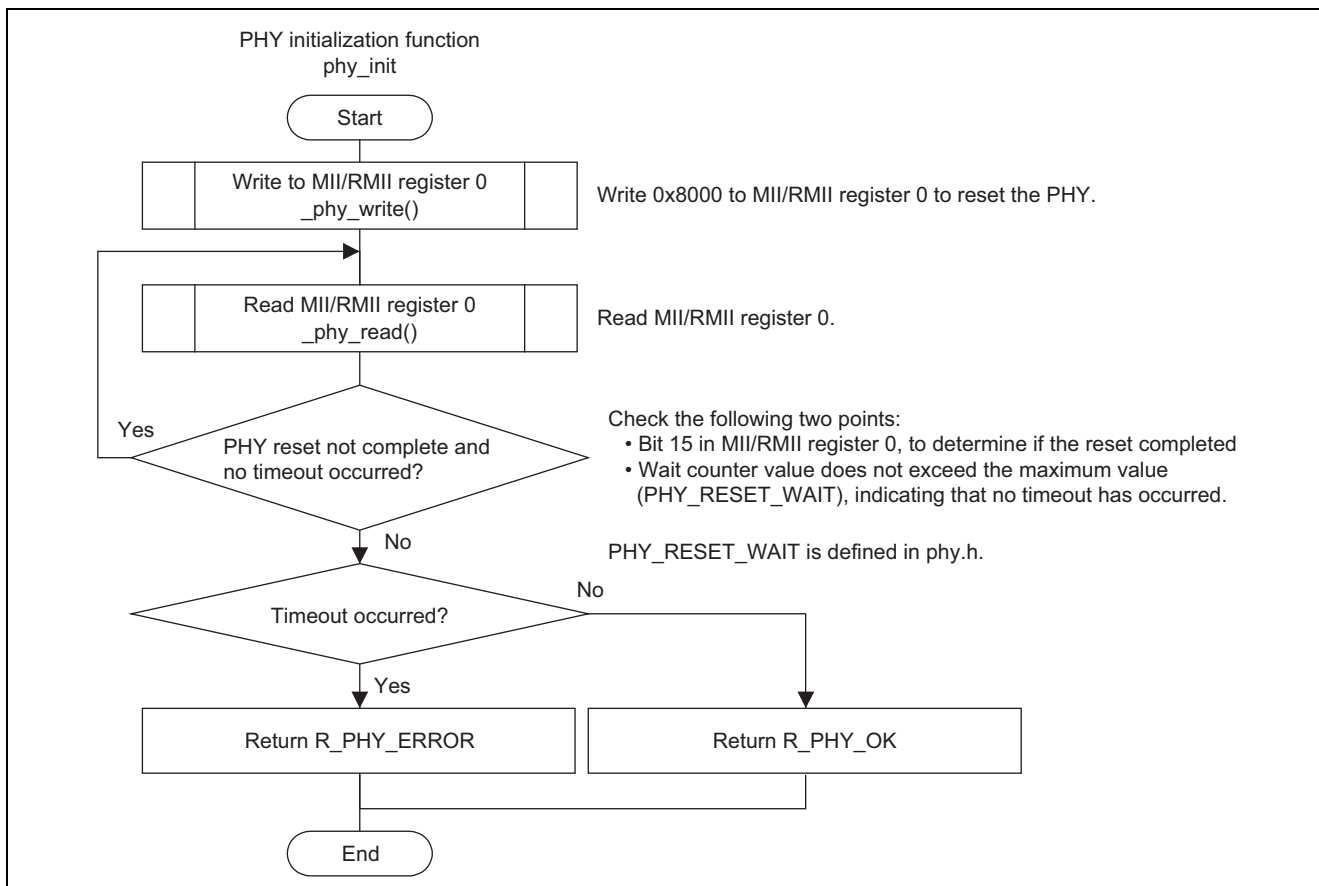 PHY initialization function
phy_init
Start
Write to MII/RMII register 0
_phy_write()
Write 0x8000 to MII/RMII register 0 to reset the PHY.
Read MII/RMII register 0
_phy_read()
Read MII/RMII register 0.
Yes
PHY reset not complete and
no timeout occurred?
Check the following two points:
• Bit 15 in MII/RMII register 0, to determine if the reset completed
• Wait counter value does not exceed the maximum value
(PHY_RESET_WAIT), indicating that no timeout has occurred.
No
PHY_RESET_WAIT is defined in phy.h.
Timeout occurred?
No
Yes
Return R_PHY_ERROR
Return R_PHY_OK
End